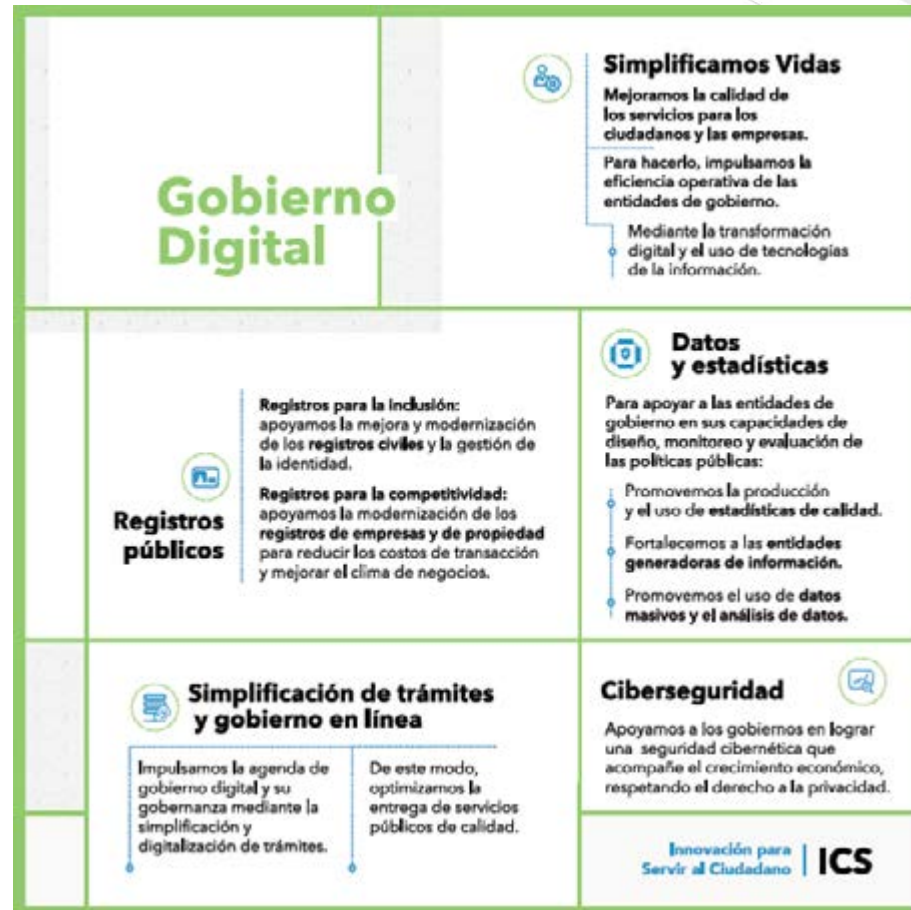 Gobierno
Digital
Simplificamos Vidas
Mejoramos la calidad de
los servicios para los
ciudadanos y las empresas.
Para hacerlo, impulsamos la
eficiencia operativa de las
entidades de gobierno.
Mediante la transformación
digital y el uso de tecnologías
de la información.
Registros
públicos
Registros para la inclusión:
apoyamos la mejora y modernización
de los registros civiles y la gestión de
la identidad.
Registros para la competitividad:
apoyamos la modernización de los
registros de empresas y de propiedad
para reducir los costos de transacción
y mejorar el clima de negocios.
Datos
y estadísticas
Para apoyar a las entidades de
gobierno en sus capacidades de
diseño, monitoreo y evaluación de
las políticas públicas:
Promovemos la producción
y el uso de estadísticas de calidad.
Fortalecemos a las entidades
generadoras de información.
Promovemos el uso de datos
masivos y el análisis de datos.
Simplificación de trámites
y gobierno en línea
Impulsamos la agenda de
gobierno digital y su
gobernanza mediante la
simplificación y
digitalización de trámites.
De este modo,
optimizamos la
entrega de servicios
públicos de calidad.
Ciberseguridad
Apoyamos a los gobiernos en lograr
una seguridad cibernética que
acompañe el crecimiento económico,
respetando el derecho a la privacidad.
Innovación para
Servir al Ciudadano | ICS